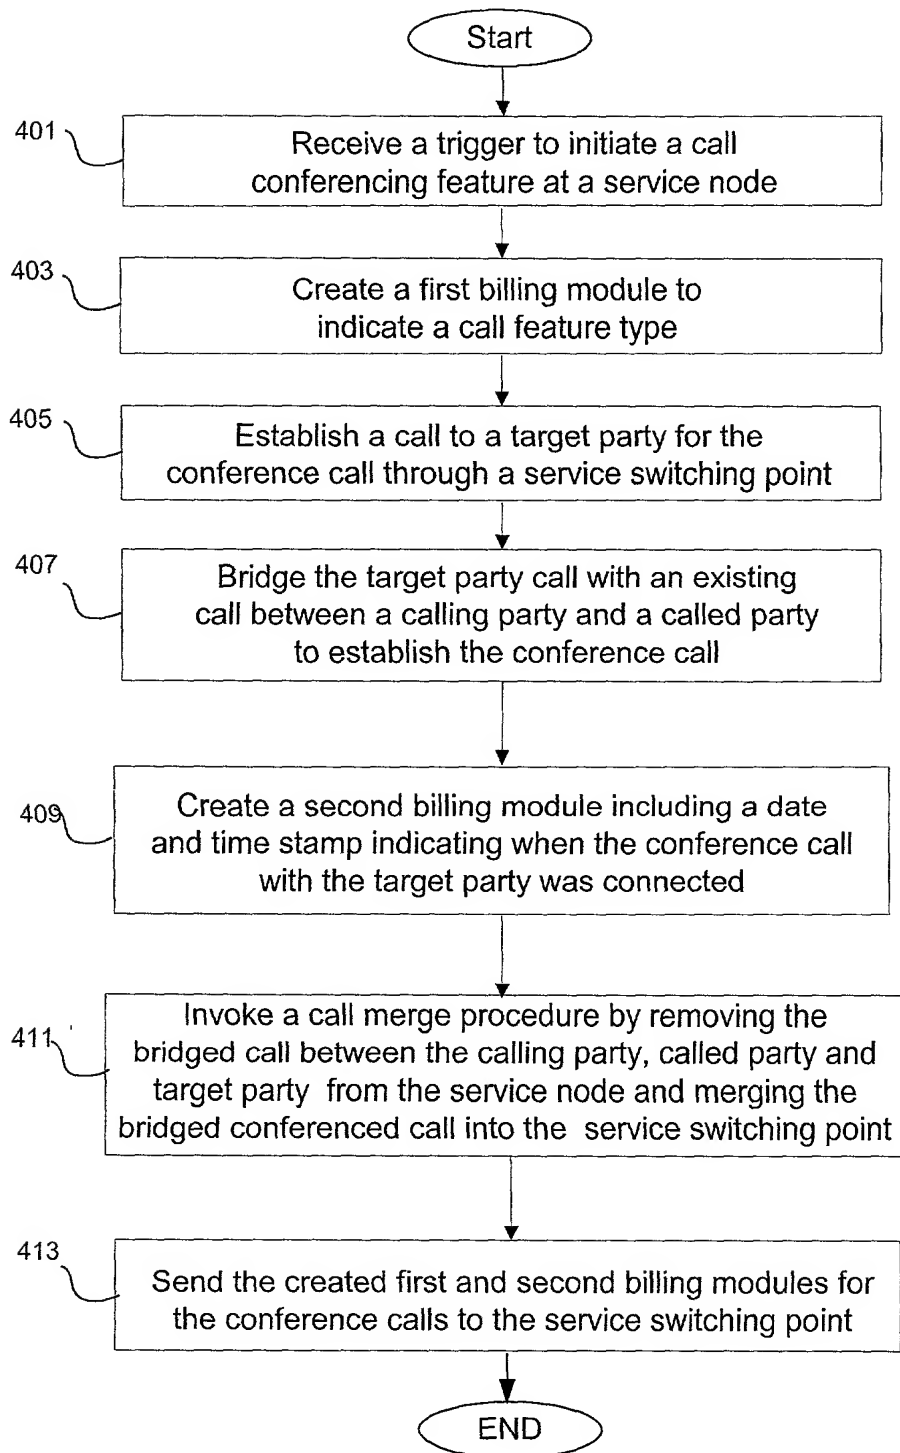 Start
401
Receive a trigger to initiate a call
conferencing feature at a service node
403
Create a first billing module to
indicate a call feature type
405
Establish a call to a target party for the
conference call through a service switching point
407
Bridge the target party call with an existing
call between a calling party and a called party
to establish the conference call
409
Create a second billing module including a date
and time stamp indicating when the conference call
with the target party was connected
411
Invoke a call merge procedure by removing the
bridged call between the calling party, called party and
target party from the service node and merging the
bridged conferenced call into the service switching point
413
Send the created first and second billing modules for
the conference calls to the service switching point
END